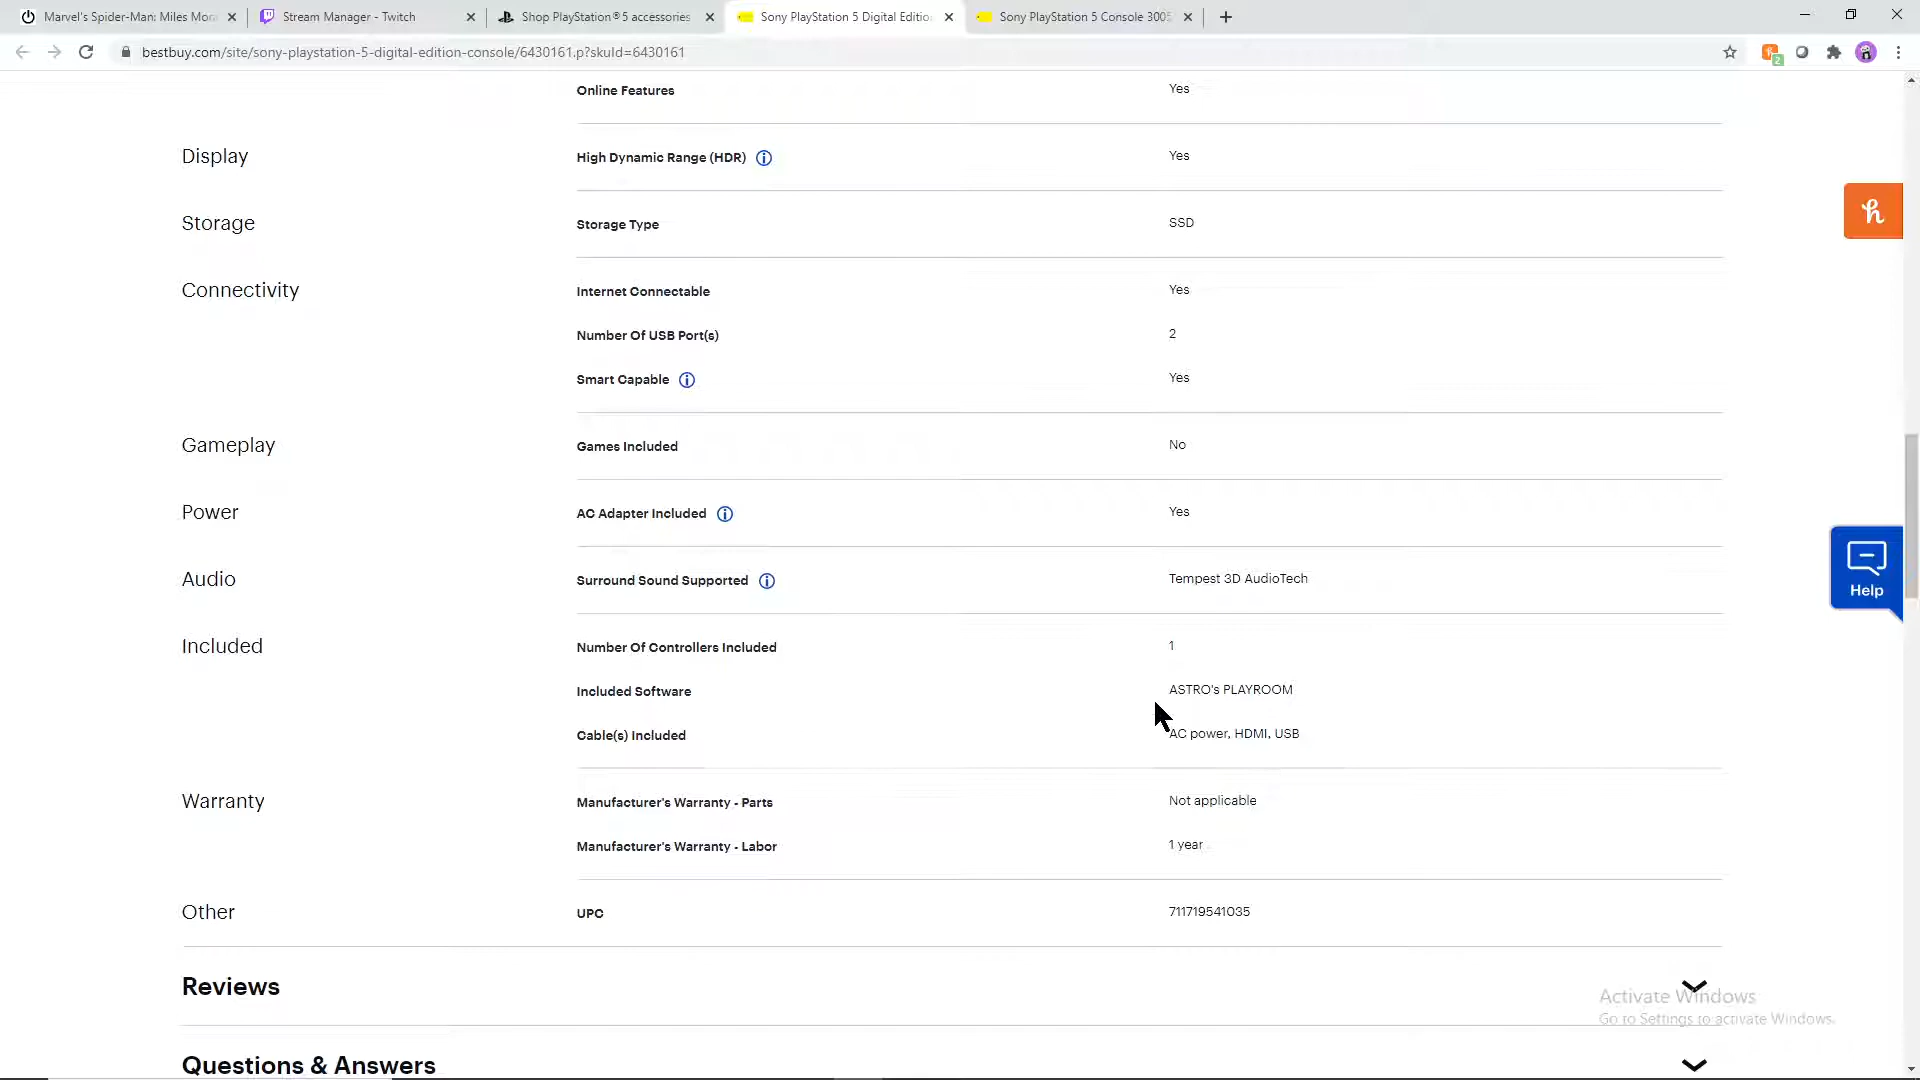 Marvel's Spider-Man: Miles Mor
Stream Manager - Twitch
Shop PlayStation®5 accessories
Sony PlayStation 5 Digital Editio
Sony PlayStation 5 Console 3005
bestbuy.com/site/sony-playstation-5-digital-edition-console/6430161.p?skuId=6430161
2
Online Features Yes
Display High Dynamic Range (HDR) Yes
Storage Storage Type SSD
Connectivity Internet Connectable Yes
Number Of USB Port(s) 2
Smart Capable Yes
Gameplay Games Included No
Power AC Adapter Included Yes
Audio Surround Sound Supported Tempest 3D AudioTech
Help
Included Number Of Controllers Included 1
Included Software ASTRO's PLAYROOM
Cable(s) Included AC power, HDMI, USB
Warranty Manufacturer's Warranty - Parts Not applicable
Manufacturer's Warranty - Labor 1 year
Other UPC 711719541035
Reviews
Activate Windows
Go to Settings to activate Windows.
Questions & Answers